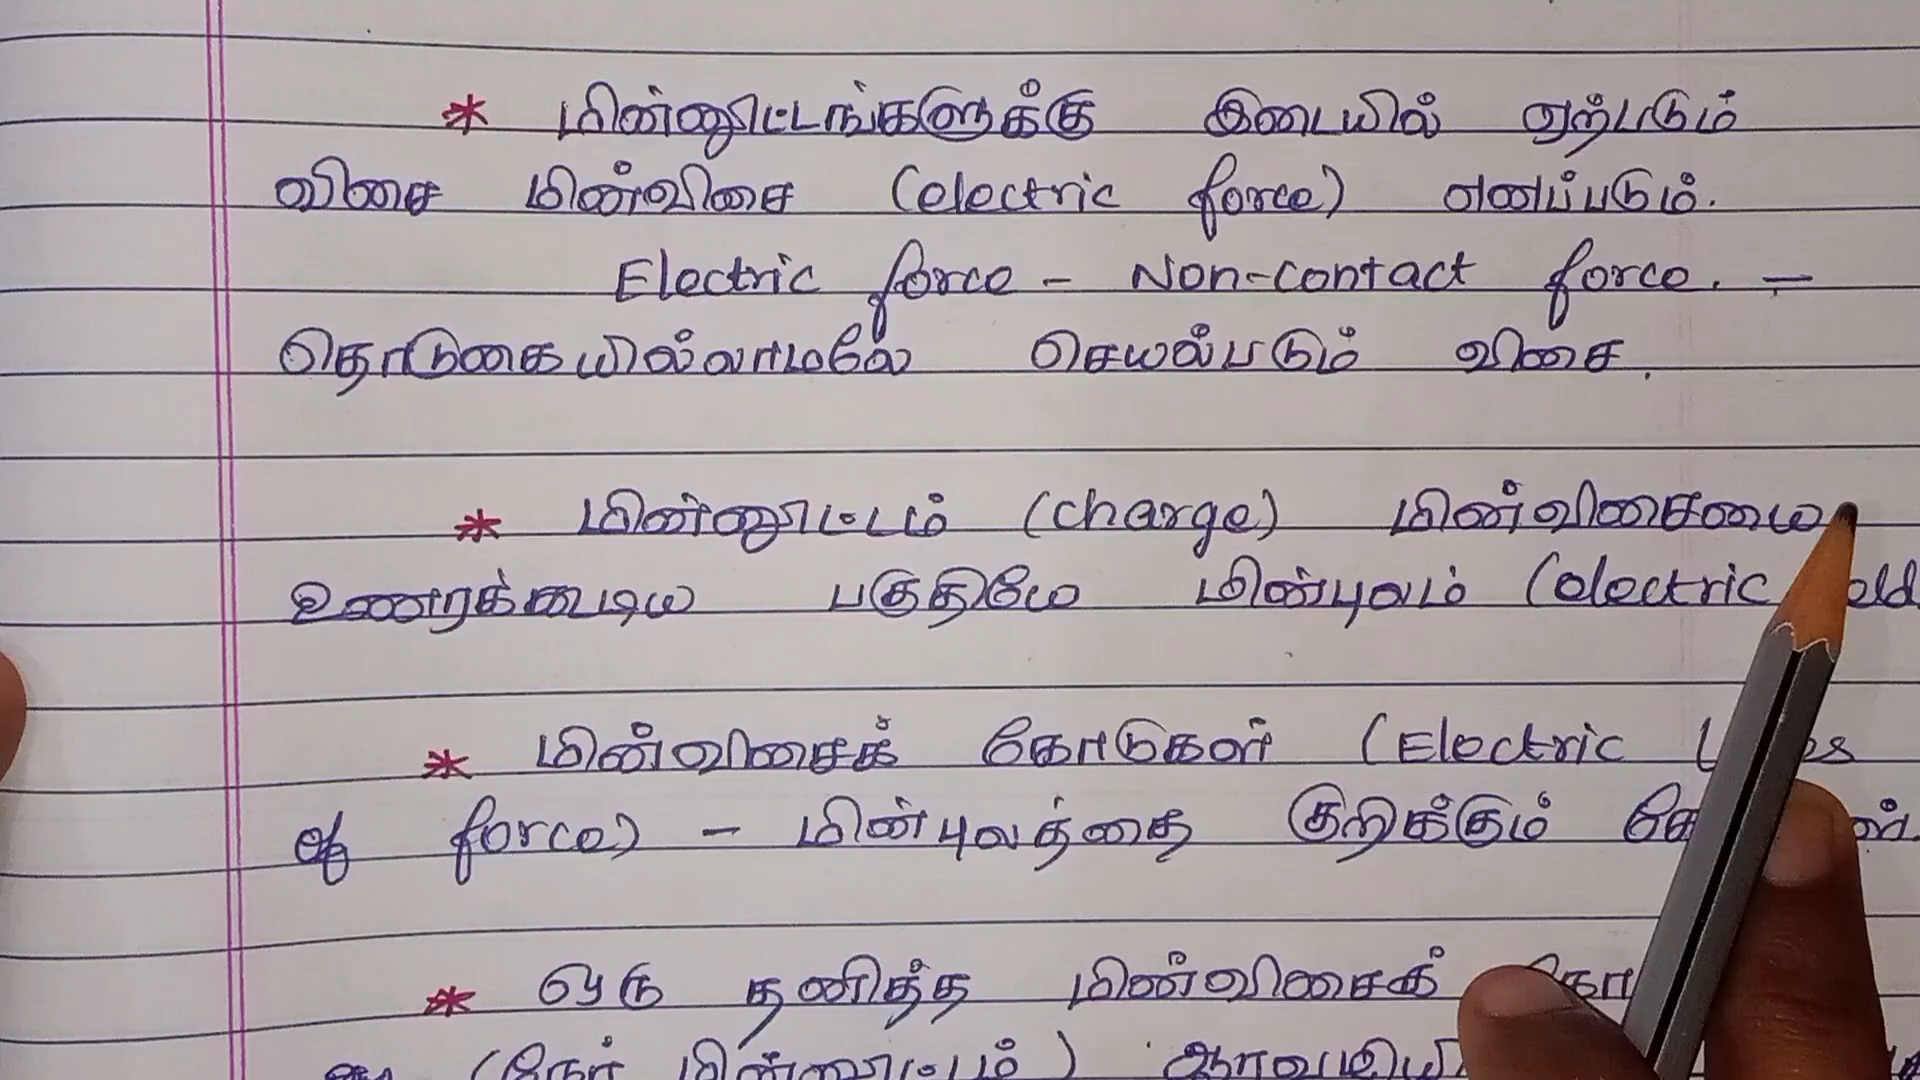 * மின்னூட்டங்களுக்கு இடையில் ஏற்படும்
விசை மின்விசை (electric force) எனப்படும்.
Electric force - Non-contact force. -
தொடுகையில்லாமலே செயல்படும் விசை.
* மின்னூட்டம் (charge) மின்விசையை
உணரக்கூடிய பகுதியே மின்புலம் (electric
* மின்விசைக் கோடுகள் (Electric
of force) - மின்புலத்தை குறிக்கும்
* ஒரு தனித்த மின்விசைக்
(நேர் மின்னூட்டம்)